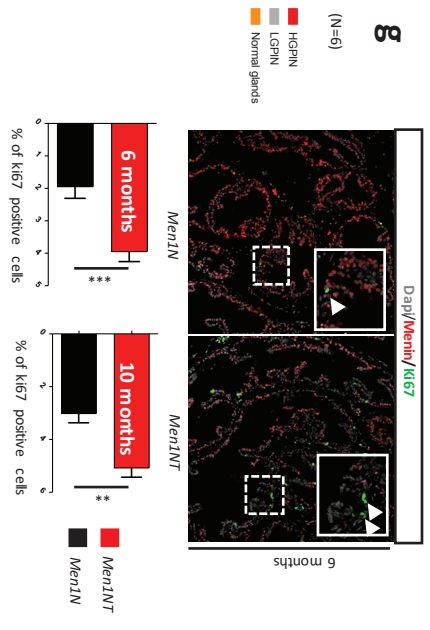 g
(N=6)
HGPIN
LGPIN
Normal glands
Dapi/Menin/Ki67
Men1N
Men1NT
6 months
6 months
0 1 2 3 4 5
% of ki67 positive cells
***
10 months
0 2 4 6
% of ki67 positive cells
**
Men1NT
Men1N